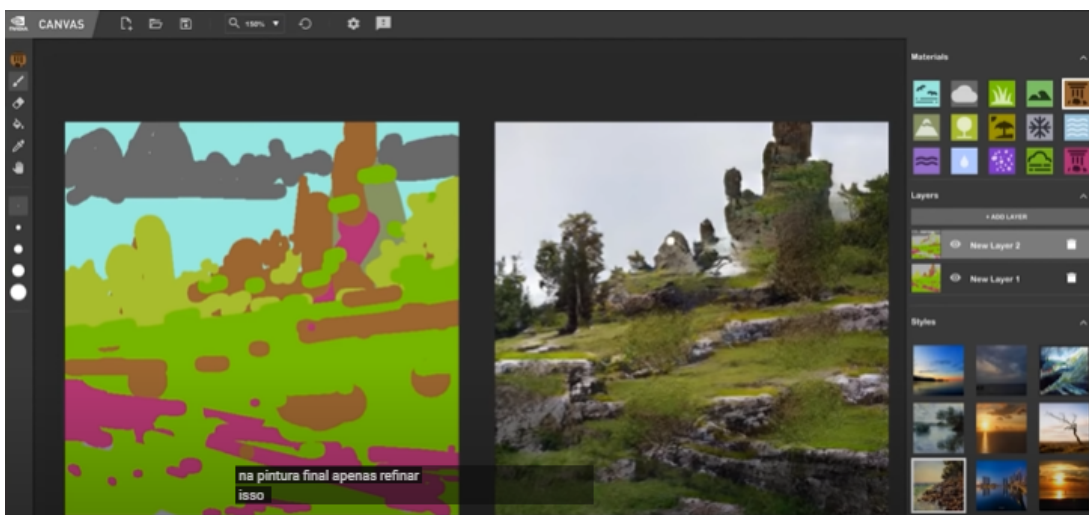 NVIDIA
CANVAS
150%
Materials
Layers
+ ADD LAYER
New Layer 2
New Layer 1
Styles
na pintura final apenas refinar
isso